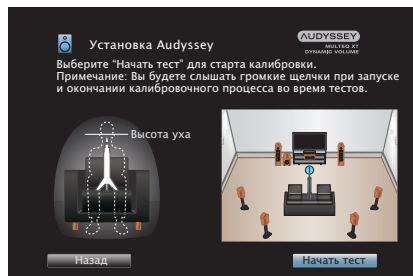 Установка Audyssey
AUDYSSEY
MULTEQ XT
DYNAMIC VOLUME
Выберите “Начать тест” для старта калибровки.
Примечание: Вы будете слышать громкие щелчки при запуске
и окончании калибровочного процесса во время тестов.
Высота уха
1
Назад
Начать тест